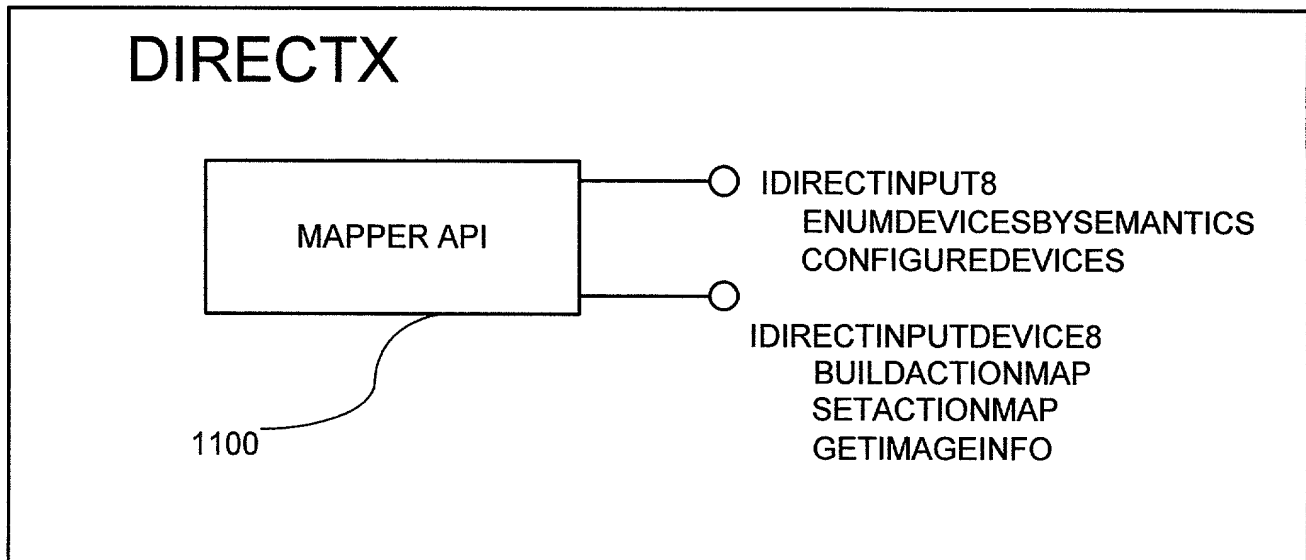 DIRECTX
MAPPER API
IDIRECTINPUT8
ENUMDEVICESBYSEMANTICS
CONFIGUREDEVICES
IDIRECTINPUTDEVICE8
BUILDACTIONMAP
SETACTIONMAP
GETIMAGEINFO
1100